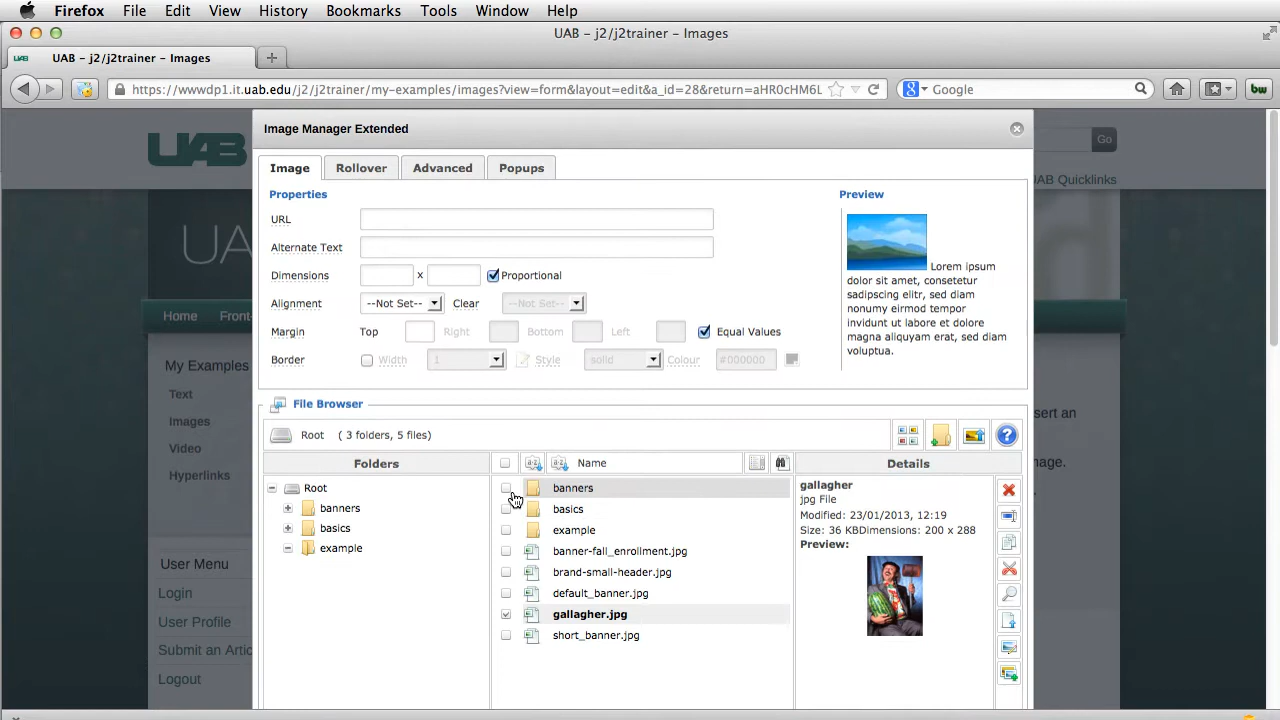 Firefox File Edit View History Bookmarks Tools Window Help
UAB - j2/j2trainer - Images
UAB - j2/j2trainer - Images
https://www.dp1.it.uab.edu/j2/j2trainer/my-examples/images?view=form&layout=edit&a_id=28&return=aHR0cHM6L
Google
bw
UAB
Go
UAB Quicklinks
Home
My Examples
Text
Images
Video
Hyperlinks
User Menu
Login
User Profile
Submit an Artic
Logout
sert an
mage.
Image Manager Extended
Image Rollover Advanced Popups
Properties
URL
Alternate Text
Dimensions x Proportional
Alignment --Not Set-- Clear --Not Set--
Margin Top Right Bottom Left Equal Values
Border Width 1 Style solid Colour #000000
Preview
Lorem ipsum
dolor sit amet, consetetur
sadipscing elitr, sed diam
nonumy eirmod tempor
invidunt ut labore et dolore
magna aliquyam erat, sed diam
voluptua.
File Browser
Root ( 3 folders, 5 files)
Folders
Root
banners
basics
example
Name
banners
basics
example
banner-fall_enrollment.jpg
brand-small-header.jpg
default_banner.jpg
gallagher.jpg
short_banner.jpg
Details
gallagher
jpg File
Modified: 23/01/2013, 12:19
Size: 36 KBDimensions: 200 x 288
Preview: